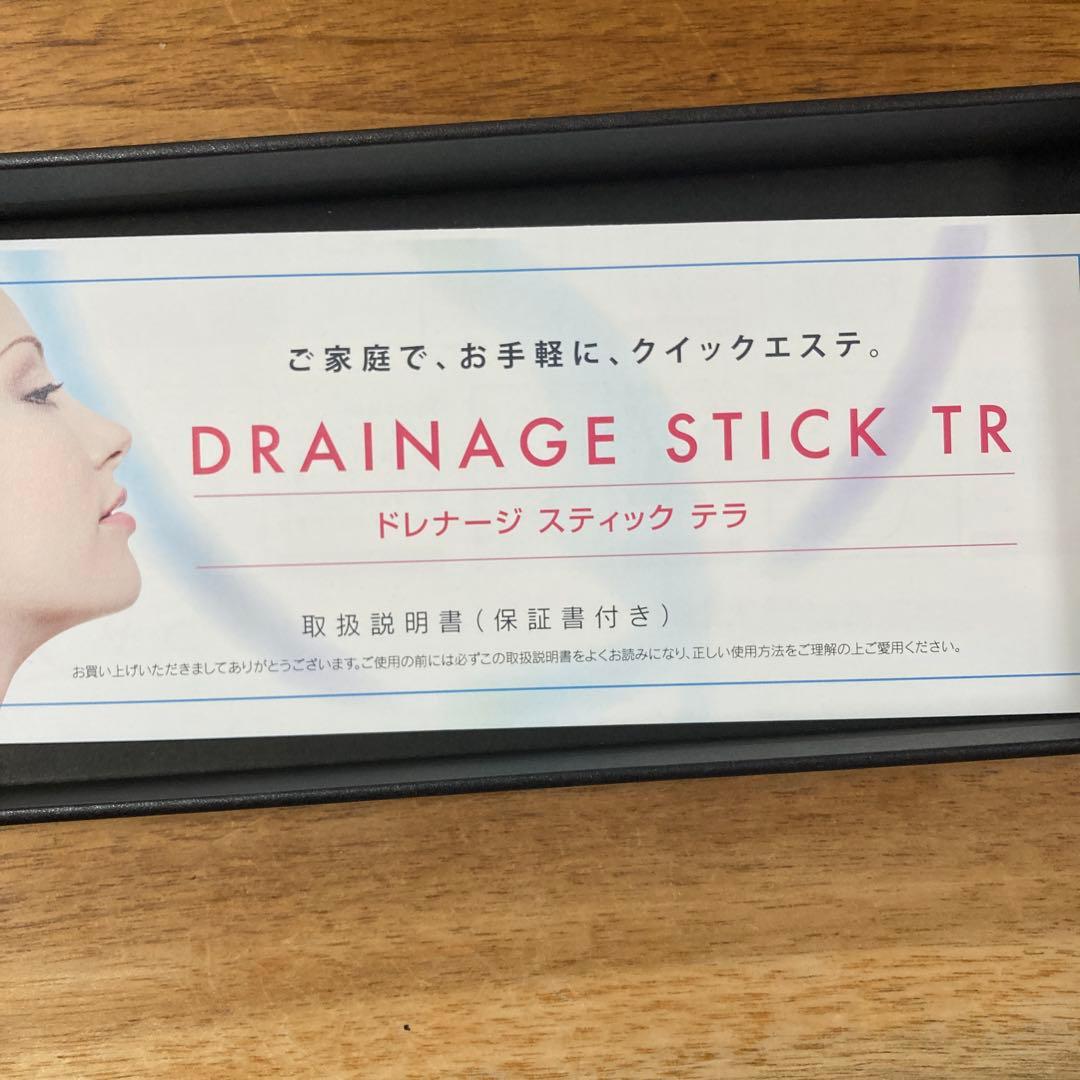 ご家庭で、お手軽に、クイックエステ。
DRAINAGE STICK TR
ドレナージ スティック テラ
取扱説明書(保証書付き)
お買い上げいただきましてありがとうございます。ご使用の前には必ずこの取扱説明書をよくお読みになり、正しい使用方法をご理解の上ご愛用ください。